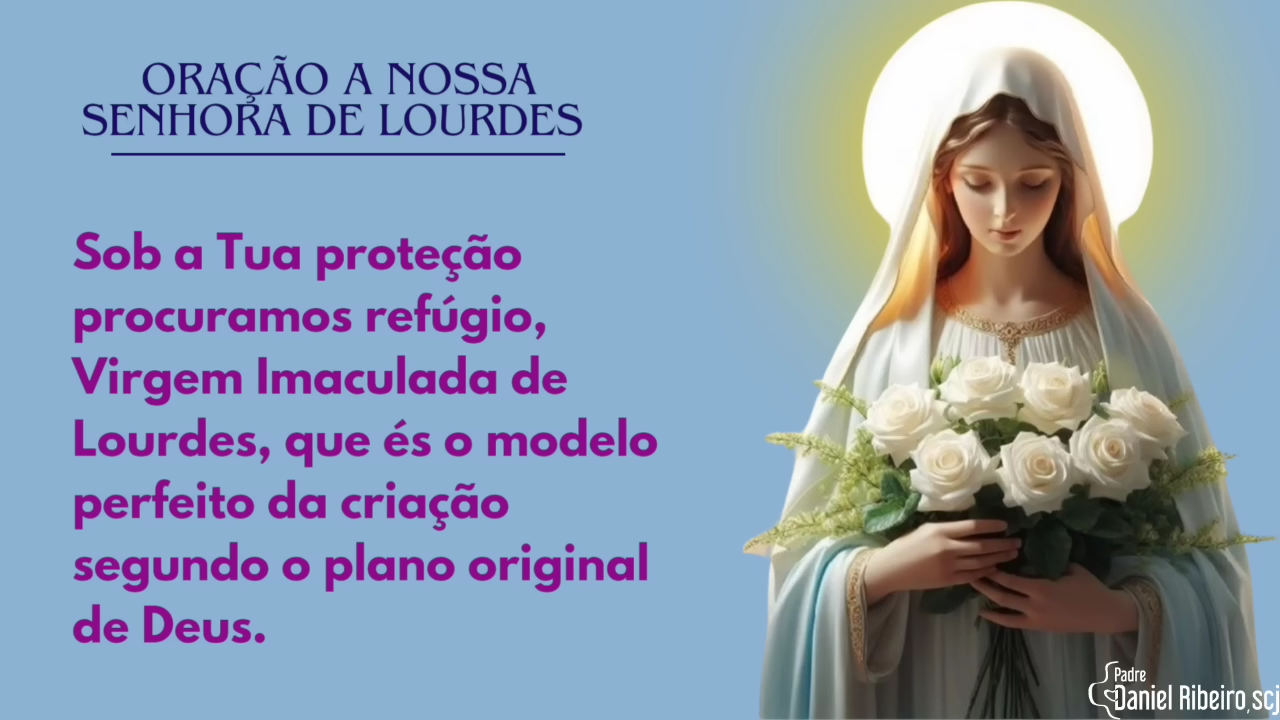 ORAÇÃO A NOSSA
SENHORA DE LOURDES
Sob a Tua proteção
procuramos refúgio,
Virgem Imaculada de
Lourdes, que és o modelo
perfeito da criação
segundo o plano original
de Deus.
Padre
Daniel Ribeiro, scj